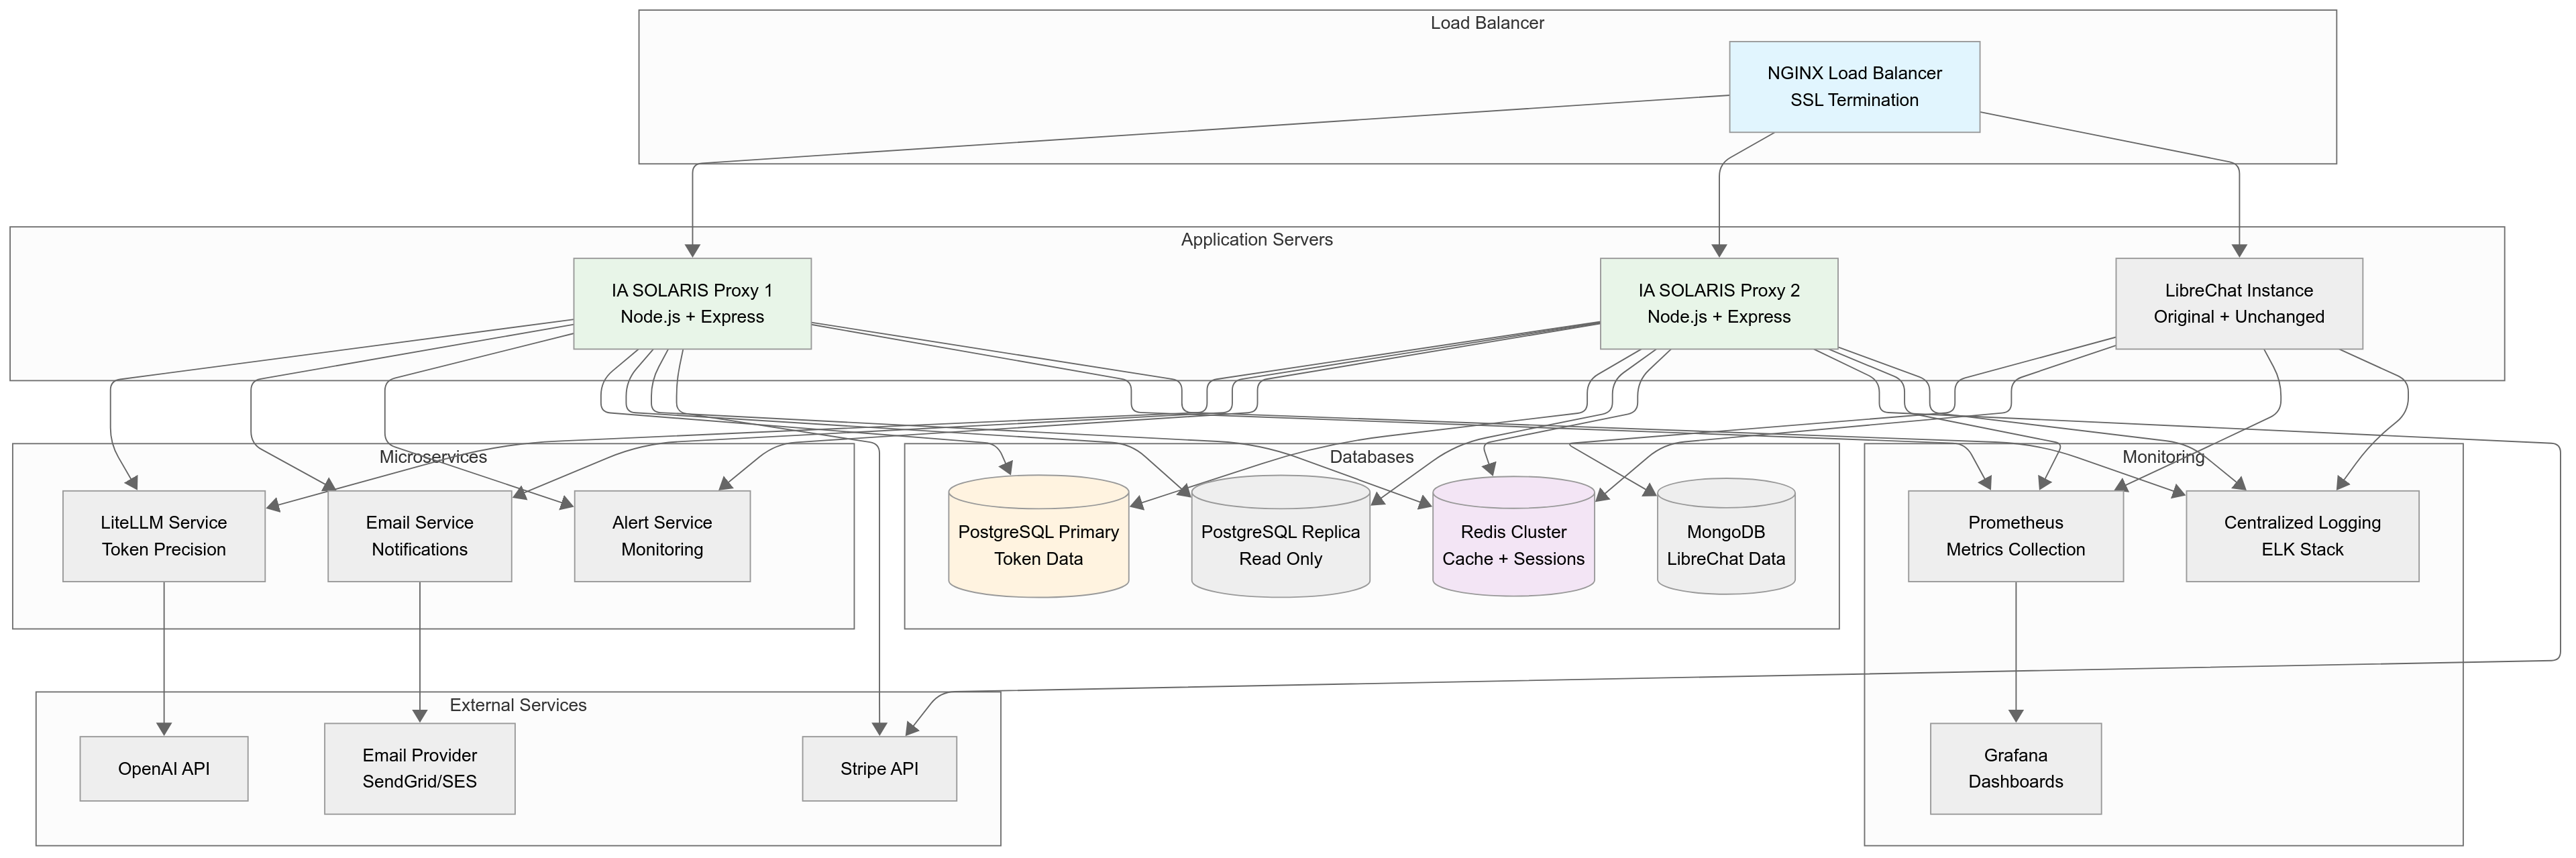 Load Balancer
NGINX Load Balancer
SSL Termination
Application Servers
IA SOLARIS Proxy 1
Node.js + Express
IA SOLARIS Proxy 2
Node.js + Express
LibreChat Instance
Original + Unchanged
Microservices
LiteLLM Service
Token Precision
Email Service
Notifications
Alert Service
Monitoring
Databases
PostgreSQL Primary
Token Data
PostgreSQL Replica
Read Only
Redis Cluster
Cache + Sessions
MongoDB
LibreChat Data
Monitoring
Prometheus
Metrics Collection
Centralized Logging
ELK Stack
External Services
OpenAI API
Email Provider
SendGrid/SES
Stripe API
Grafana
Dashboards